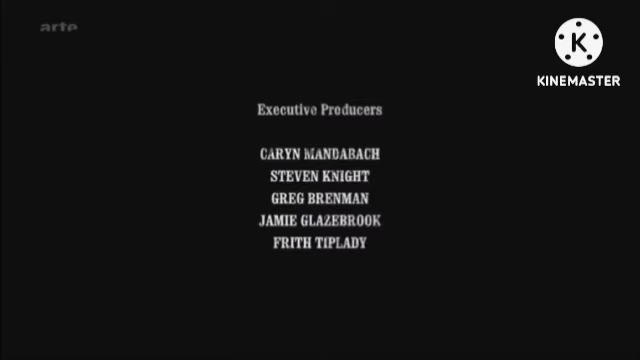 arte
KINEMASTER
Executive Producers
CARYN MANDABACH
STEVEN KNIGHT
GREG BRENMAN
JAMIE GLAZEBROOK
FRITH TIPLADY